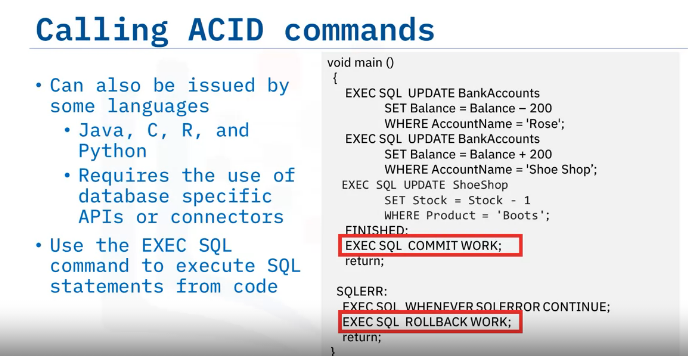 Calling ACID commands
• Can also be issued by
some languages
• Java, C, R, and
Python
• Requires the use of
database specific
APIs or connectors
• Use the EXEC SQL
command to execute SQL
statements from code
void main ()
{
EXEC SQL UPDATE BankAccounts
SET Balance = Balance – 200
WHERE AccountName = 'Rose';
EXEC SQL UPDATE BankAccounts
SET Balance = Balance + 200
WHERE AccountName = 'Shoe Shop’;
EXEC SQL UPDATE ShoeShop
SET Stock = Stock - 1
WHERE Product = 'Boots';
FINISHED:
EXEC SQL COMMIT WORK;
return;
SQLERR:
EXEC SQL WHENEVER SQLERROR CONTINUE;
EXEC SQL ROLLBACK WORK;
return;
}